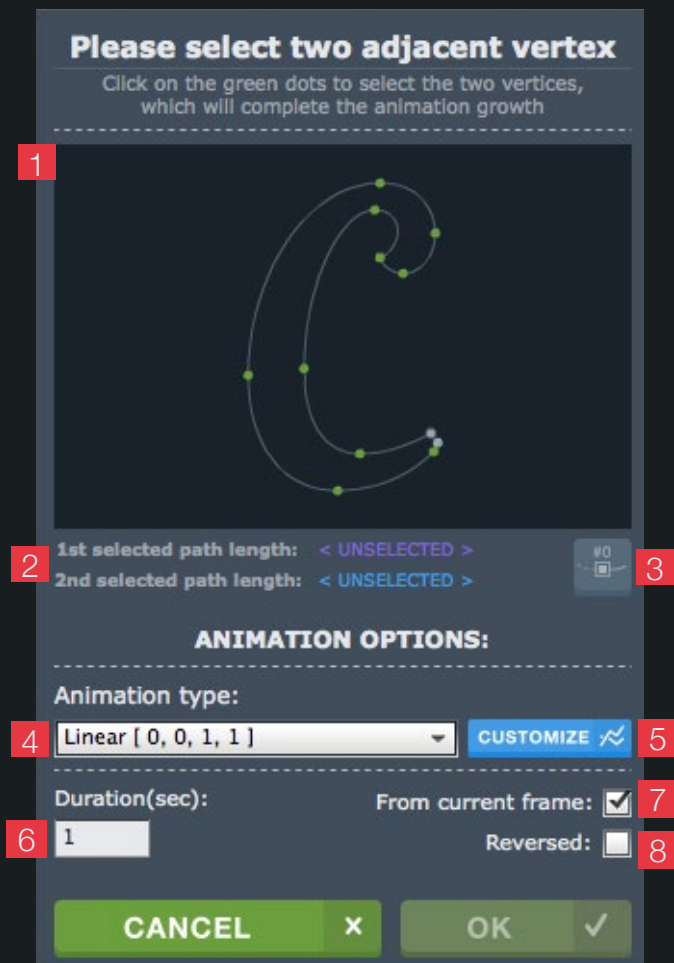 Please select two adjacent vertex
Click on the green dots to select the two vertices,
which will complete the animation growth
1
2
1st selected path length: < UNSELECTED >
2nd selected path length: < UNSELECTED >
#0
3
ANIMATION OPTIONS:
Animation type:
4
Linear [ 0, 0, 1, 1 ]
CUSTOMIZE
5
Duration(sec):
From current frame:
7
6
1
Reversed:
8
CANCEL
OK